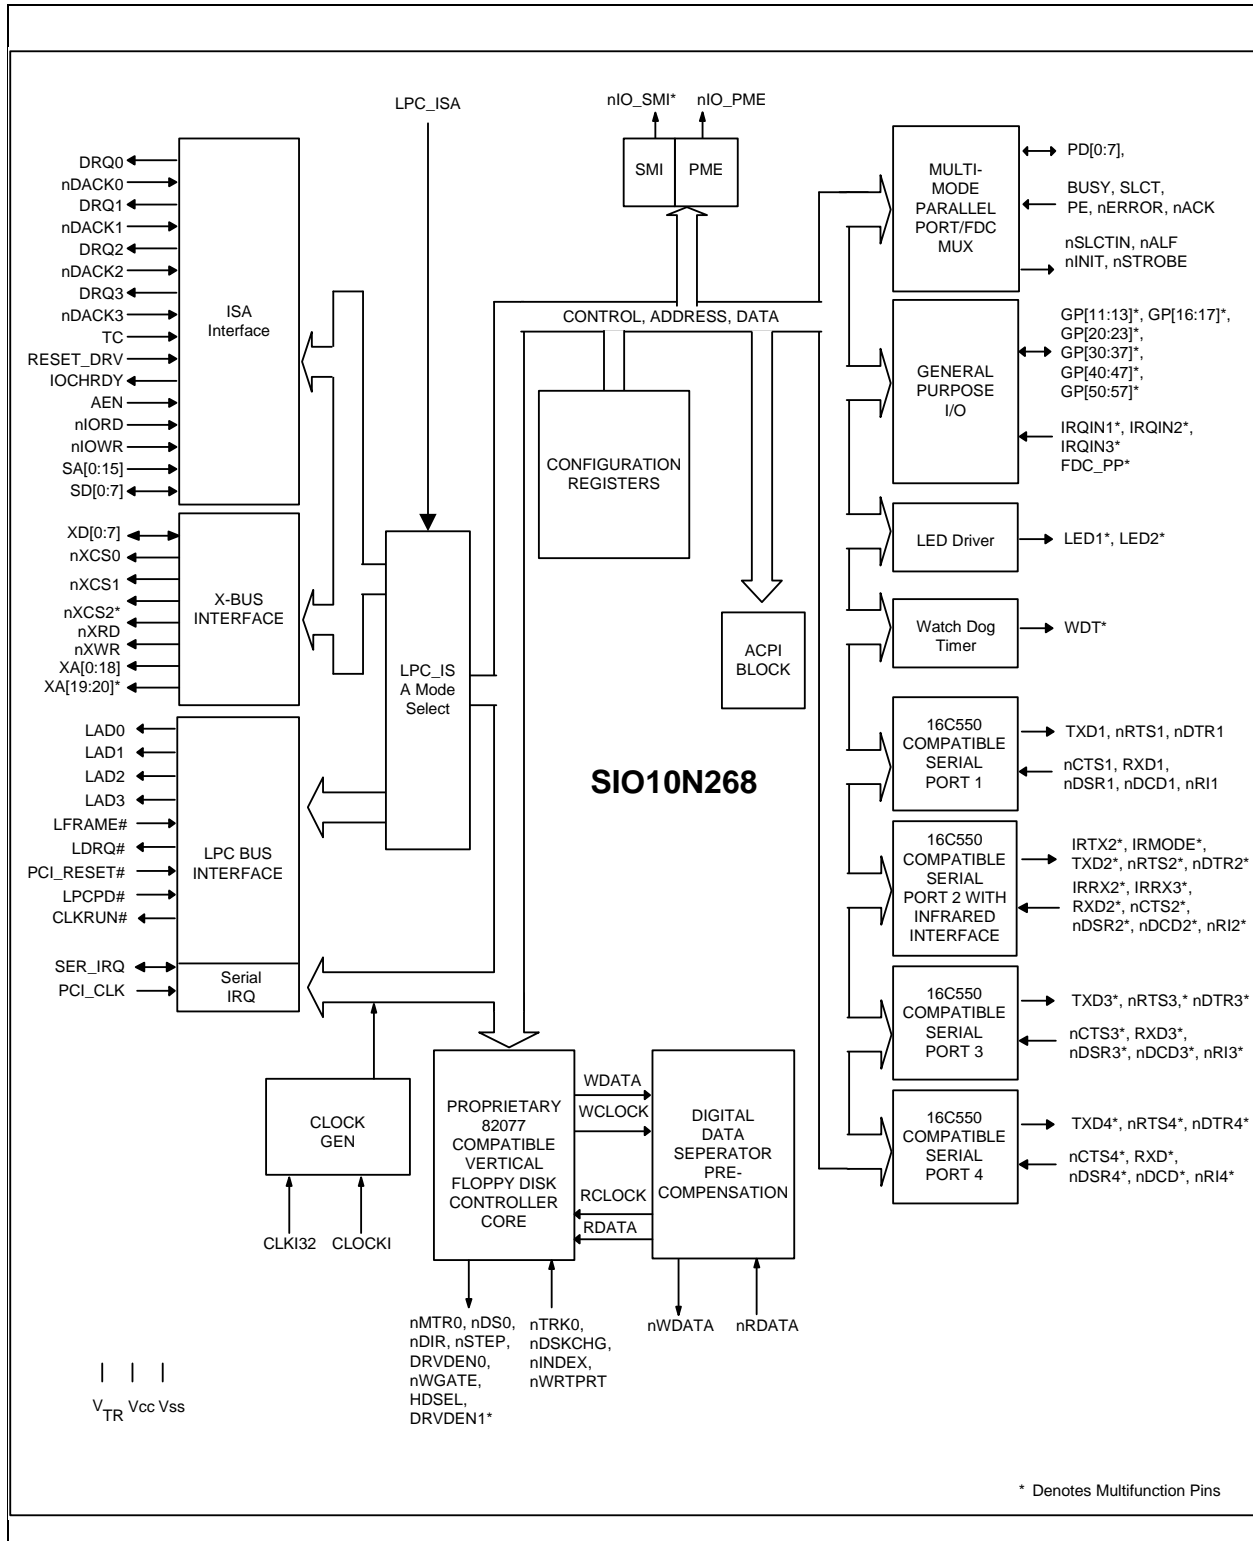 LPC_ISA
nIO_SMI*
nIO_PME
SMI
PME
DRQ0
nDACK0
DRQ1
nDACK1
DRQ2
nDACK2
DRQ3
nDACK3
TC
RESET_DRV
IOCHRDY
AEN
nIORD
nIOWR
SA[0:15]
SD[0:7]
ISA
Interface
XD[0:7]
nXCS0
nXCS1
nXCS2*
nXRD
nXWR
XA[0:18]
XA[19:20]*
X-BUS
INTERFACE
LAD0
LAD1
LAD2
LAD3
LFRAME#
LDRQ#
PCI_RESET#
LPCPD#
CLKRUN#
LPC BUS
INTERFACE
SER_IRQ
PCI_CLK
Serial
IRQ
LPC_IS
A Mode
Select
CONTROL, ADDRESS, DATA
CONFIGURATION
REGISTERS
ACPI
BLOCK
SIO10N268
MULTI-
MODE
PARALLEL
PORT/FDC
MUX
PD[0:7],
BUSY, SLCT,
PE, nERROR, nACK
nSLCTIN, nALF
nINIT, nSTROBE
GENERAL
PURPOSE
I/O
GP[11:13]*, GP[16:17]*,
GP[20:23]*,
GP[30:37]*,
GP[40:47]*,
GP[50:57]*
IRQIN1*, IRQIN2*,
IRQIN3*
FDC_PP*
LED Driver
LED1*, LED2*
Watch Dog
Timer
WDT*
16C550
COMPATIBLE
SERIAL
PORT 1
TXD1, nRTS1, nDTR1
nCTS1, RXD1,
nDSR1, nDCD1, nRI1
16C550
COMPATIBLE
SERIAL
PORT 2 WITH
INFRARED
INTERFACE
IRTX2*, IRMODE*,
TXD2*, nRTS2*, nDTR2*
IRRX2*, IRRX3*,
RXD2*, nCTS2*,
nDSR2*, nDCD2*, nRI2*
16C550
COMPATIBLE
SERIAL
PORT 3
TXD3*, nRTS3,* nDTR3*
nCTS3*, RXD3*,
nDSR3*, nDCD3*, nRI3*
16C550
COMPATIBLE
SERIAL
PORT 4
TXD4*, nRTS4*, nDTR4*
nCTS4*, RXD*,
nDSR4*, nDCD*, nRI4*
CLOCK
GEN
CLKI32
CLOCKI
PROPRIETARY
82077
COMPATIBLE
VERTICAL
FLOPPY DISK
CONTROLLER
CORE
WDATA
WCLOCK
RCLOCK
RDATA
DIGITAL
DATA
SEPERATOR
PRE-
COMPENSATION
nMTR0, nDS0,
nDIR, nSTEP,
DRVDEN0,
nWGATE,
HDSEL,
DRVDEN1*
nTRK0,
nDSKCHG,
nINDEX,
nWRTPRT
nWDATA
nRDATA
VTR Vcc Vss
* Denotes Multifunction Pins